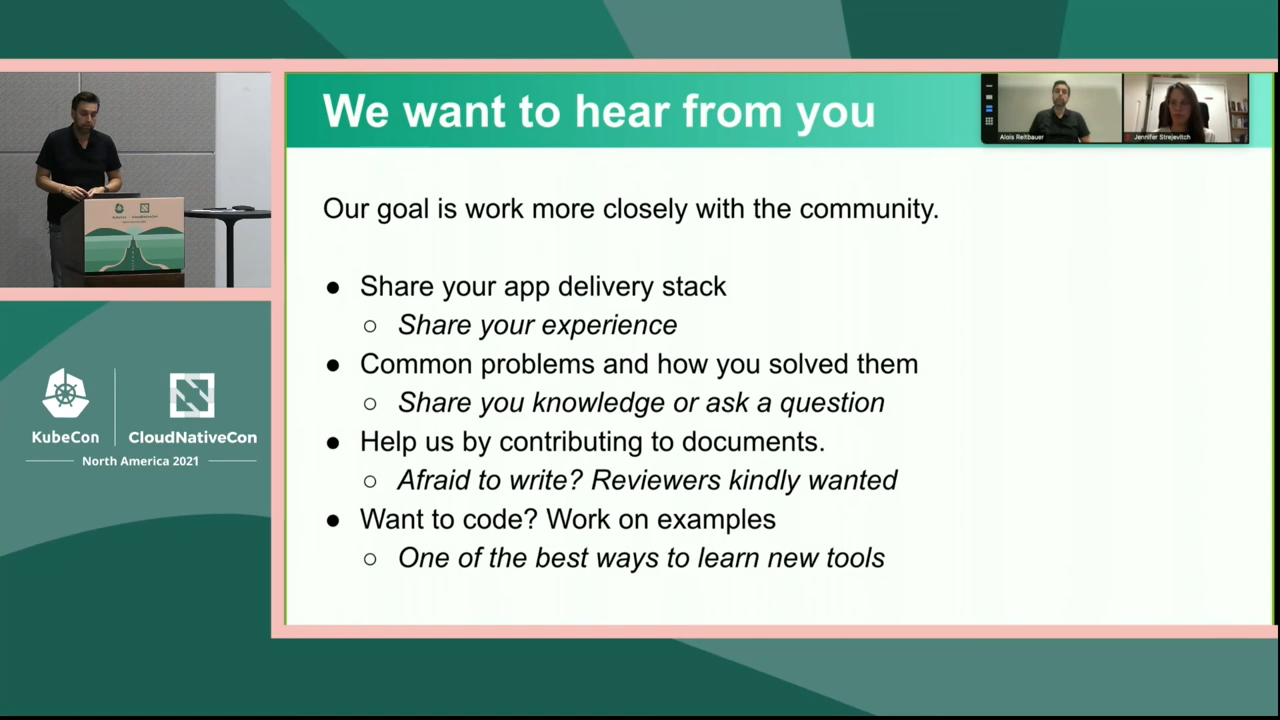 We want to hear from you
Alois Reitbauer
Jennifer Strejevitch
Our goal is work more closely with the community.
● Share your app delivery stack
○ Share your experience
● Common problems and how you solved them
○ Share you knowledge or ask a question
● Help us by contributing to documents.
○ Afraid to write? Reviewers kindly wanted
● Want to code? Work on examples
○ One of the best ways to learn new tools
KubeCon
CloudNativeCon
North America 2021